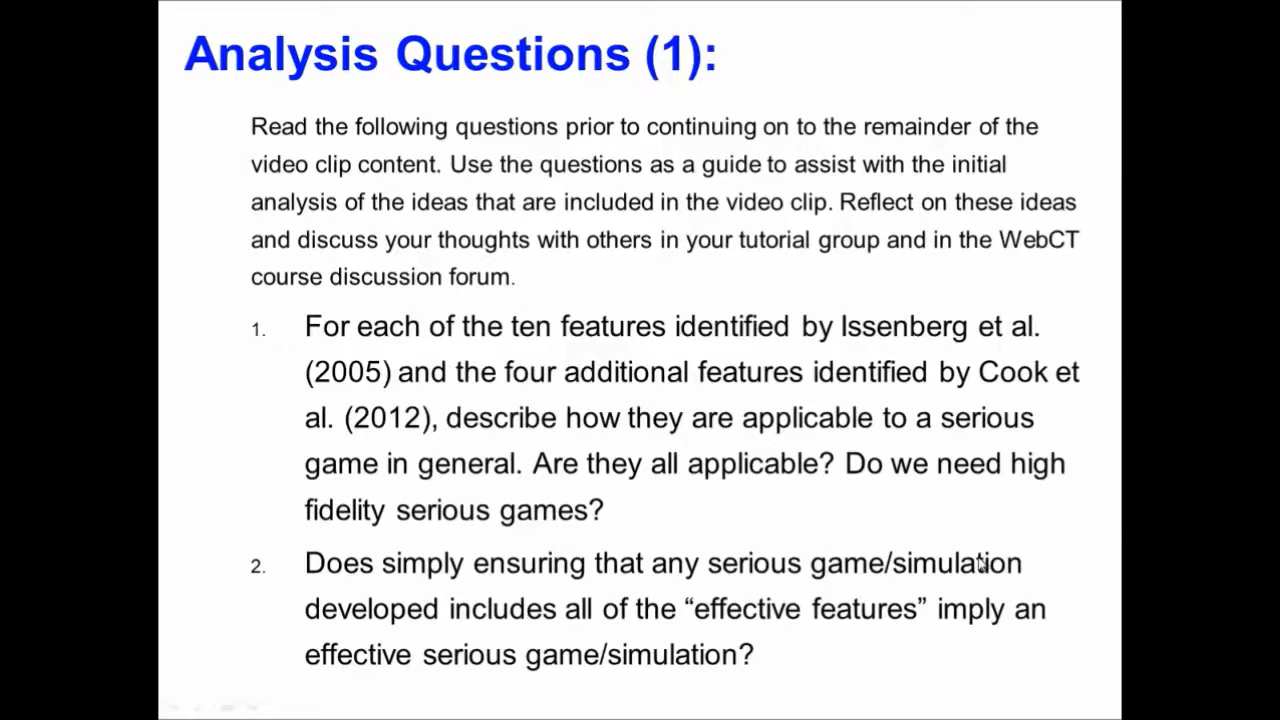 Analysis Questions (1):
Read the following questions prior to continuing on to the remainder of the
video clip content. Use the questions as a guide to assist with the initial
analysis of the ideas that are included in the video clip. Reflect on these ideas
and discuss your thoughts with others in your tutorial group and in the WebCT
course discussion forum.
1. For each of the ten features identified by Issenberg et al.
(2005) and the four additional features identified by Cook et
al. (2012), describe how they are applicable to a serious
game in general. Are they all applicable? Do we need high
fidelity serious games?
2. Does simply ensuring that any serious game/simulation
developed includes all of the “effective features” imply an
effective serious game/simulation?